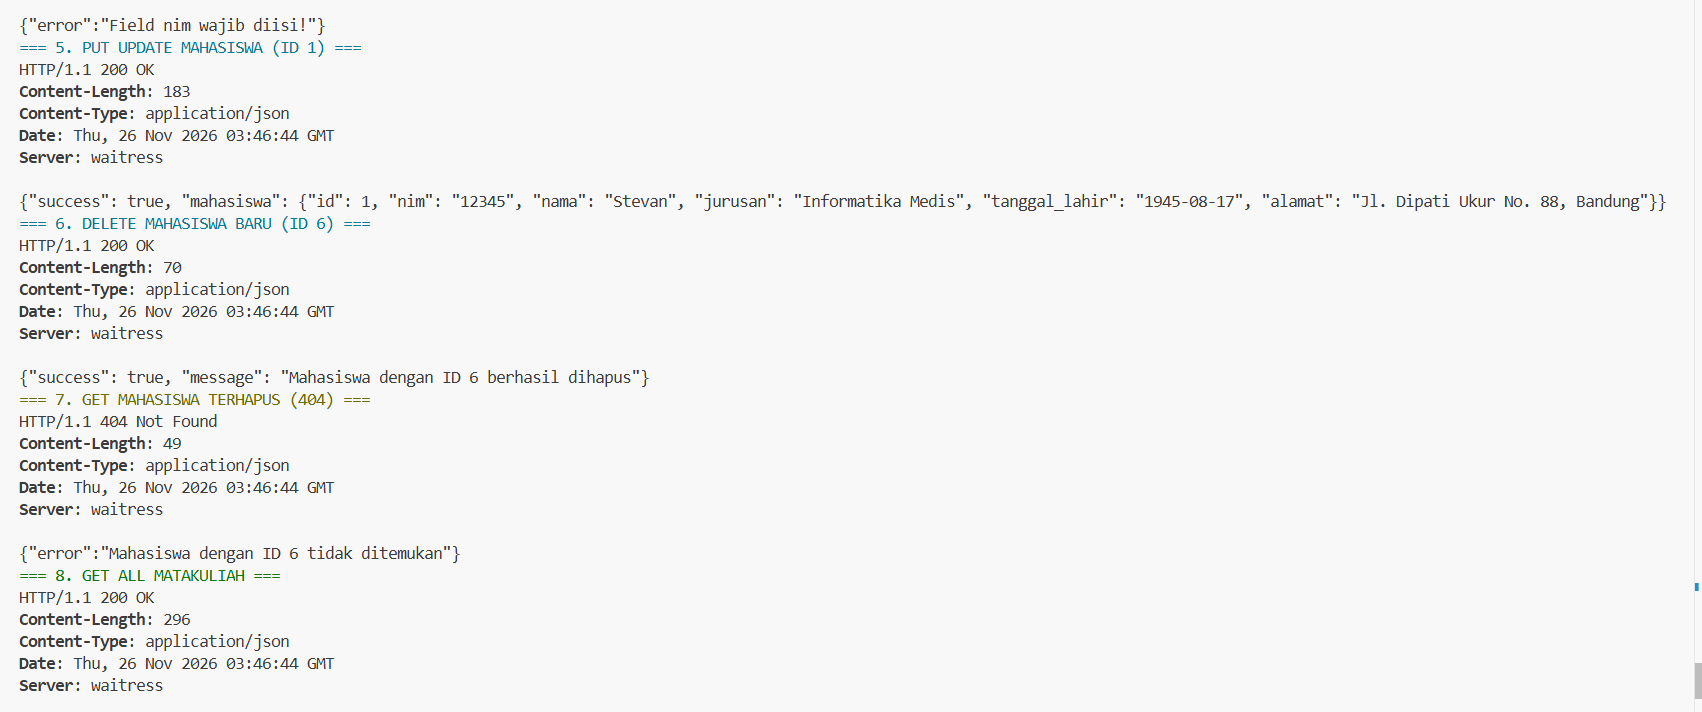 {"error":"Field nim wajib diisi!"}
=== 5. PUT UPDATE MAHASISWA (ID 1) ===
HTTP/1.1 200 OK
Content-Length: 183
Content-Type: application/json
Date: Thu, 26 Nov 2026 03:46:44 GMT
Server: waitress
{"success": true, "mahasiswa": {"id": 1, "nim": "12345", "nama": "Stevan", "jurusan": "Informatika Medis", "tanggal_lahir": "1945-08-17", "alamat": "Jl. Dipati Ukur No. 88, Bandung"}}
=== 6. DELETE MAHASISWA BARU (ID 6) ===
HTTP/1.1 200 OK
Content-Length: 70
Content-Type: application/json
Date: Thu, 26 Nov 2026 03:46:44 GMT
Server: waitress
{"success": true, "message": "Mahasiswa dengan ID 6 berhasil dihapus"}
=== 7. GET MAHASISWA TERHAPUS (404) ===
HTTP/1.1 404 Not Found
Content-Length: 49
Content-Type: application/json
Date: Thu, 26 Nov 2026 03:46:44 GMT
Server: waitress
{"error":"Mahasiswa dengan ID 6 tidak ditemukan"}
=== 8. GET ALL MATAKULIAH ===
HTTP/1.1 200 OK
Content-Length: 296
Content-Type: application/json
Date: Thu, 26 Nov 2026 03:46:44 GMT
Server: waitress